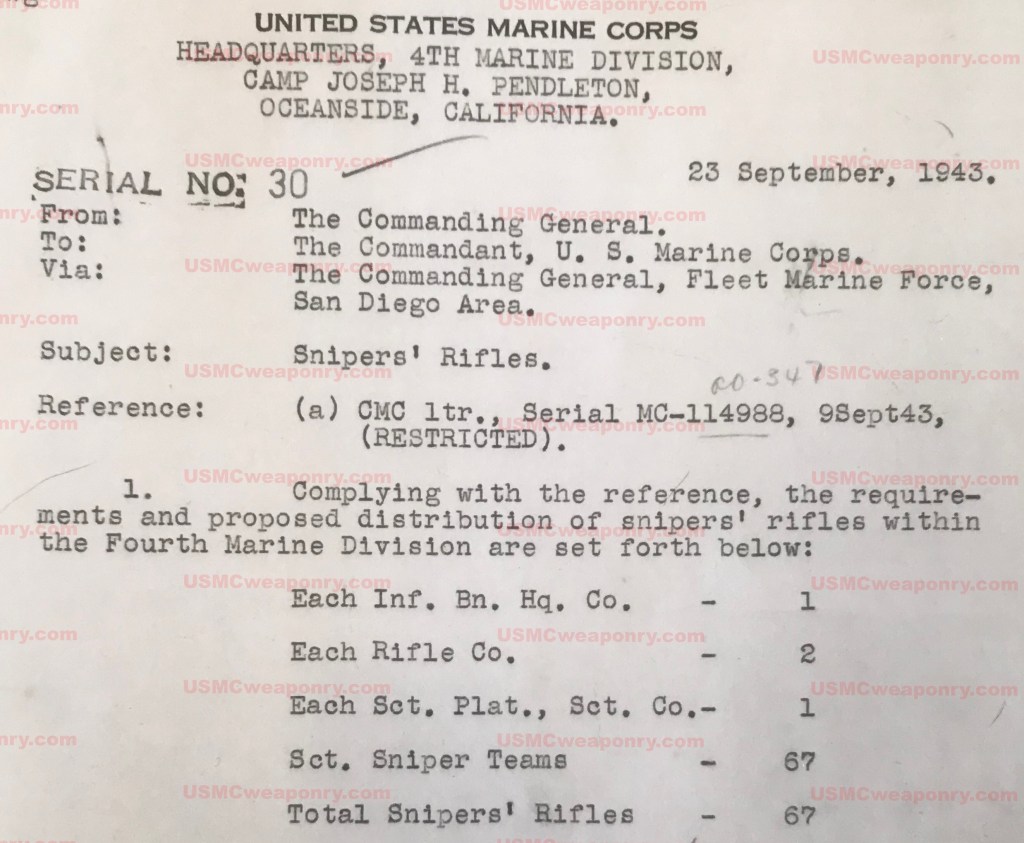 UNITED STATES MARINE CORPS
HEADQUARTERS, 4TH MARINE DIVISION,
CAMP JOSEPH H. PENDLETON,
OCEANSIDE, CALIFORNIA.
SERIAL NO: 30
23 September, 1943.
From: The Commanding General.
To: The Commandant, U. S. Marine Corps.
Via: The Commanding General, Fleet Marine Force,
San Diego Area.
Subject: Snipers' Rifles.
CO-347
Reference: (a) CMC ltr., Serial MC-114988, 9Sept43,
(RESTRICTED).
1. Complying with the reference, the require-
ments and proposed distribution of snipers' rifles within
the Fourth Marine Division are set forth below:
Each Inf. Bn. Hq. Co. - 1
Each Rifle Co. - 2
Each Sct. Plat., Sct. Co.- 1
Sct. Sniper Teams - 67
Total Snipers' Rifles - 67
USMCweaponry.com